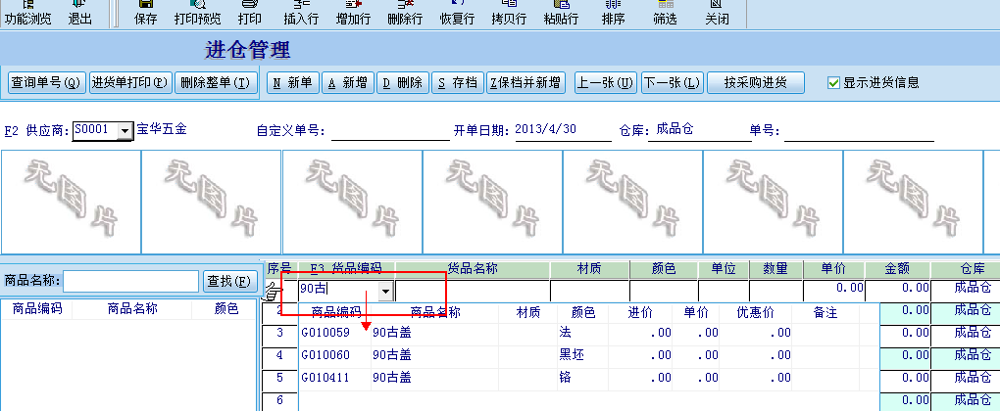 功能浏览 退出 保存 打印预览 打印 插入行 增加行 删除行 恢复行 拷贝行 粘贴行 排序 筛选 关闭
进仓管理
查询单号(Q) 进货单打印(P) 删除整单(T) N 新单 A 新增 D 删除 S 存档 Z保档并新增 上一张(U) 下一张(L) 按采购进货 显示进货信息
F2 供应商: S0001 宝华五金 自定义单号: 开单日期: 2013/4/30 仓库: 成品仓 单号:
无图片 无图片 无图片 无图片 无图片 无图片 无图片
序号 F3 货品编码 货品名称 材质 颜色 单位 数量 单价 金额 仓库
商品名称: 查找(F)
90古 0.00 0.00 成品仓
商品编码 商品名称 颜色
2 商品编码 商品名称 材质 颜色 进价 单价 优惠价 备注 0.00 成品仓
3 G010059 90古盖 法 .00 .00 .00 0.00 成品仓
4 G010060 90古盖 黑坯 .00 .00 .00 0.00 成品仓
5 G010411 90古盖 铬 .00 .00 .00 0.00 成品仓
6 0.00 成品仓